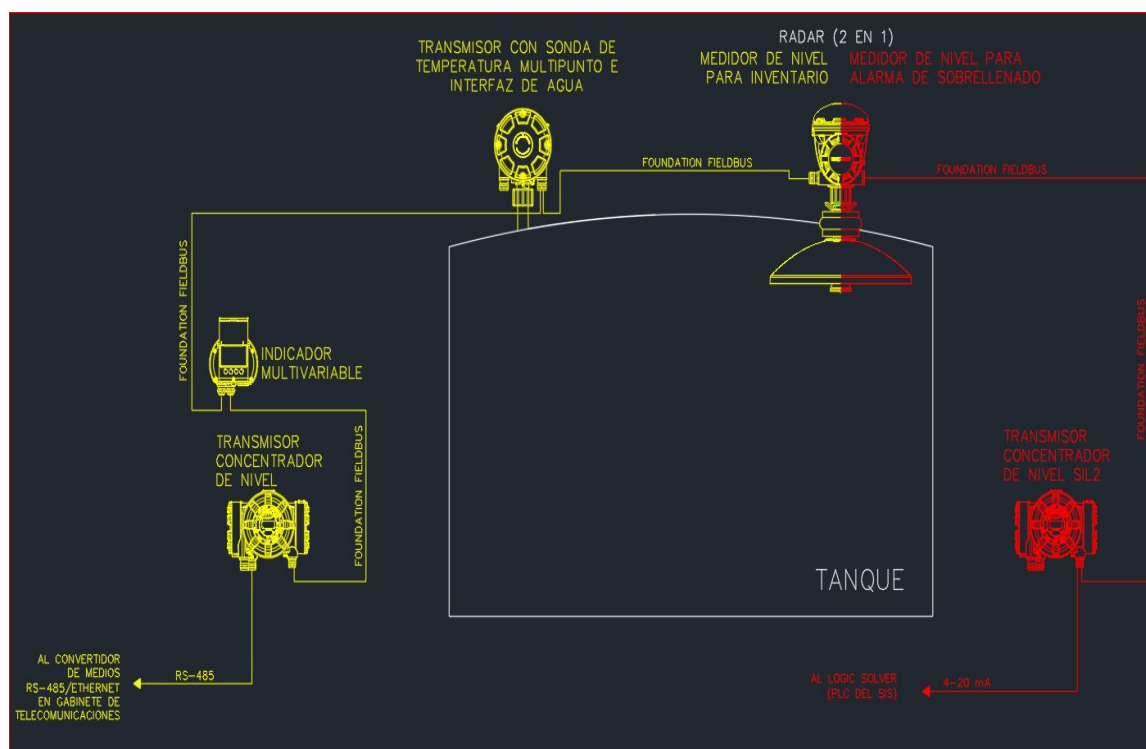 TRANSMISOR CON SONDA DE
TEMPERATURA MULTIPUNTO E
INTERFAZ DE AGUA
RADAR (2 EN 1)
MEDIDOR DE NIVEL
PARA INVENTARIO
MEDIDOR DE NIVEL PARA
ALARMA DE SOBRELLENADO
FOUNDATION FIELDBUS
FOUNDATION FIELDBUS
FOUNDATION FIELDBUS
FOUNDATION FIELDBUS
INDICADOR
MULTIVARIABLE
TRANSMISOR
CONCENTRADOR
DE NIVEL
FOUNDATION FIELDBUS
TRANSMISOR
CONCENTRADOR
DE NIVEL SIL2
TANQUE
AL CONVERTIDOR
DE MEDIOS
RS-485/ETHERNET
EN GABINETE DE
TELECOMUNICACIONES
RS-485
AL LOGIC SOLVER
(PLC DEL SIS)
4-20 mA